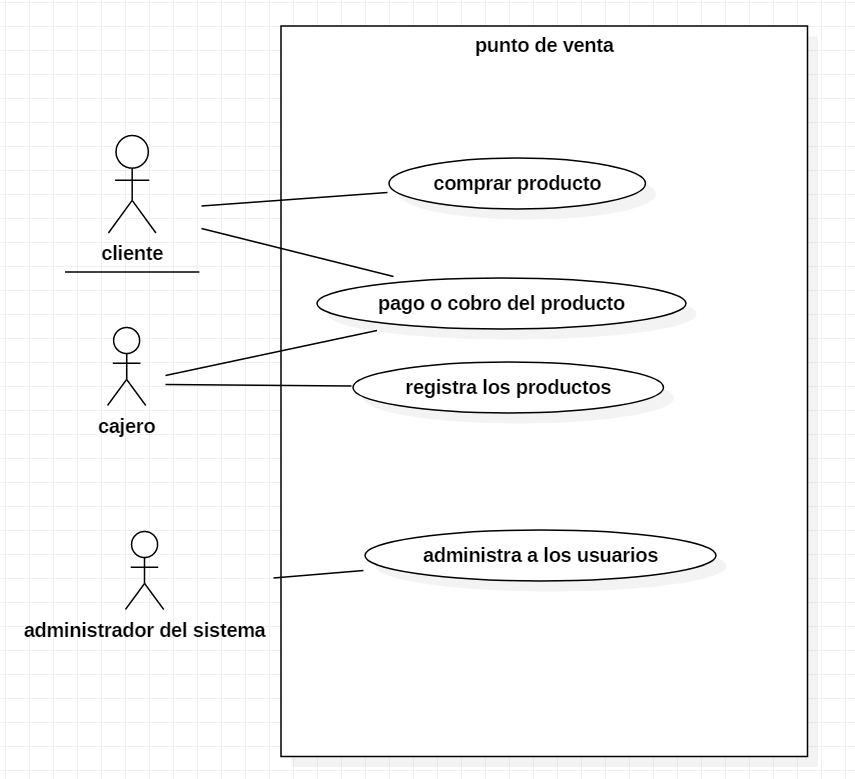 punto de venta
comprar producto
cliente
pago o cobro del producto
registra los productos
cajero
administra a los usuarios
administrador del sistema